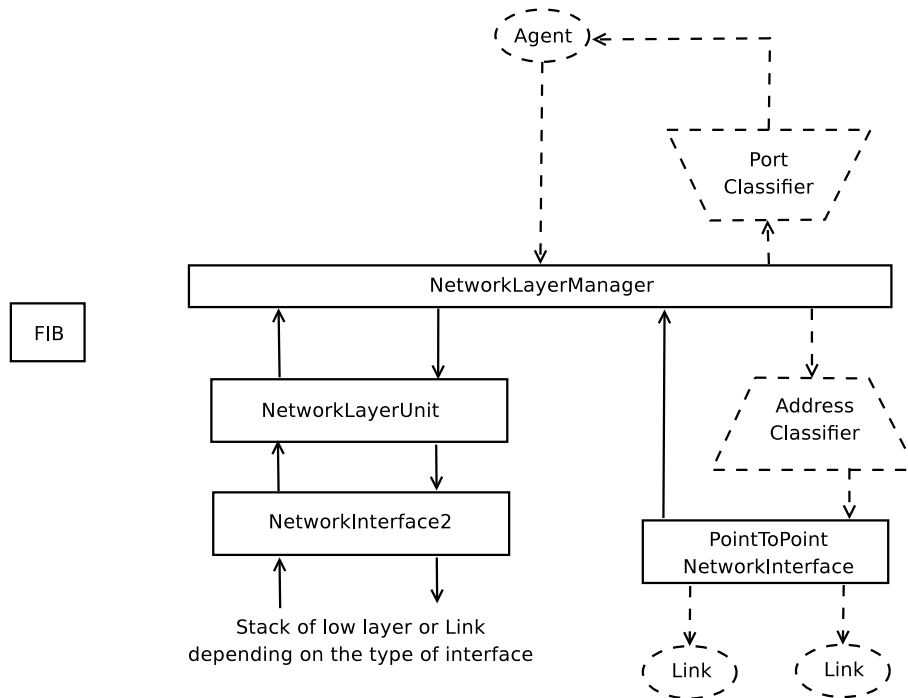 Agent
Port
Classifier
NetworkLayerManager
FIB
NetworkLayerUnit
Address
Classifier
NetworkInterface2
PointToPoint
NetworkInterface
Stack of low layer or Link
depending on the type of interface
Link
Link